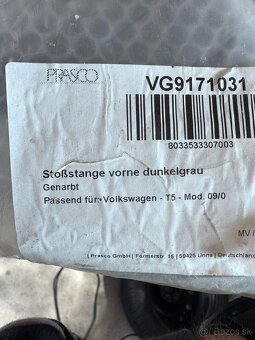 PRASCO
VG9171031
8033533307003
Stoßstange vorne dunkelgrau
Genarbt
Passend für:Volkswagen - T5 - Mod. 09/0
MV /
| Prasco GmbH | Formerstr. 16 | 59425 Unna | Deutschland
bazos.sk